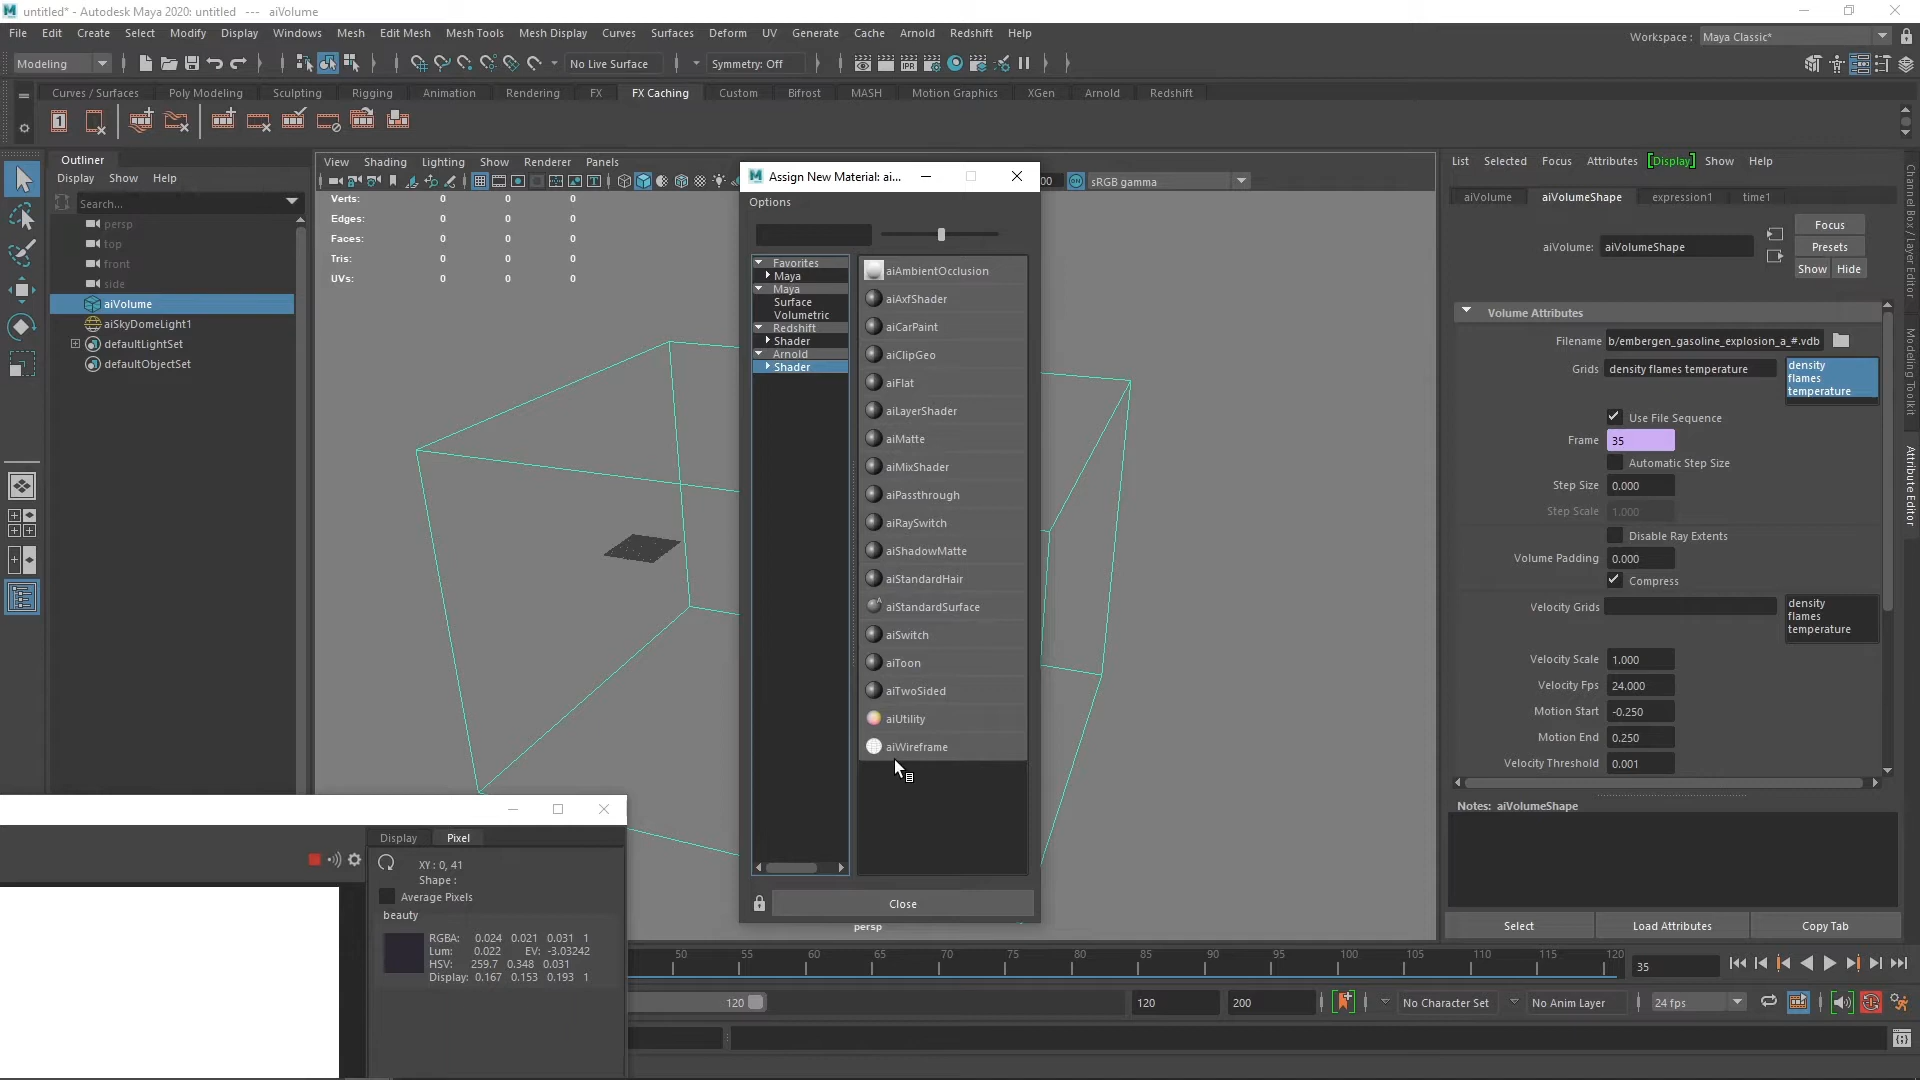 untitled* - Autodesk Maya 2020: untitled --- aiVolume
File Edit Create Select Modify Display Windows Mesh Edit Mesh Mesh Tools Mesh Display Curves Surfaces Deform UV Generate Cache Arnold Redshift Help
Workspace : Maya Classic*
Modeling No Live Surface Symmetry: Off
Curves / Surfaces Poly Modeling Sculpting Rigging Animation Rendering FX FX Caching Custom Bifrost MASH Motion Graphics XGen Arnold Redshift
Outliner
Display Show Help
Search...
persp
top
front
side
aiVolume
aiSkyDomeLight1
defaultLightSet
defaultObjectSet
View Shading Lighting Show Renderer Panels
00 sRGB gamma
Verts: 0 0 0
Edges: 0 0 0
Faces: 0 0 0
Tris: 0 0 0
UVs: 0 0 0
persp
Assign New Material: ai...
Options
Favorites
Maya
Maya
Surface
Volumetric
Redshift
Shader
Arnold
Shader
aiAmbientOcclusion
aiAxfShader
aiCarPaint
aiClipGeo
aiFlat
aiLayerShader
aiMatte
aiMixShader
aiPassthrough
aiRaySwitch
aiShadowMatte
aiStandardHair
aiStandardSurface
aiSwitch
aiToon
aiTwoSided
aiUtility
aiWireframe
Close
List Selected Focus Attributes [Display] Show Help
aiVolume aiVolumeShape expression1 time1
Focus
aiVolume: aiVolumeShape
Presets
Show Hide
Volume Attributes
Filename b/embergen_gasoline_explosion_a_#.vdb
Grids density flames temperature
density
flames
temperature
Use File Sequence
Frame 35
Automatic Step Size
Step Size 0.000
Step Scale 1.000
Disable Ray Extents
Volume Padding 0.000
Compress
Velocity Grids
density
flames
temperature
Velocity Scale 1.000
Velocity Fps 24.000
Motion Start -0.250
Motion End 0.250
Velocity Threshold 0.001
Notes: aiVolumeShape
Select Load Attributes Copy Tab
Channel Box / Layer Editor
Modeling Toolkit
Attribute Editor
Display Pixel
XY : 0, 41
Shape :
Average Pixels
beauty
RGBA: 0.024 0.021 0.031 1
Lum: 0.022 EV: -3.03242
HSV: 259.7 0.348 0.031
Display: 0.167 0.153 0.193 1
50 55 60 65 70 75 80 85 90 95 100 105 110 115 120
35
120 120 200 No Character Set No Anim Layer 24 fps